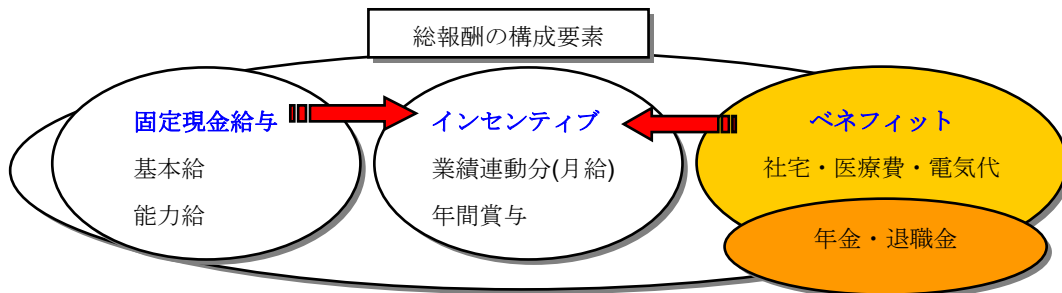 総報酬の構成要素
固定現金給与
基本給
能力給
インセンティブ
業績連動分(月給)
年間賞与
ベネフィット
社宅・医療費・電気代
年金・退職金